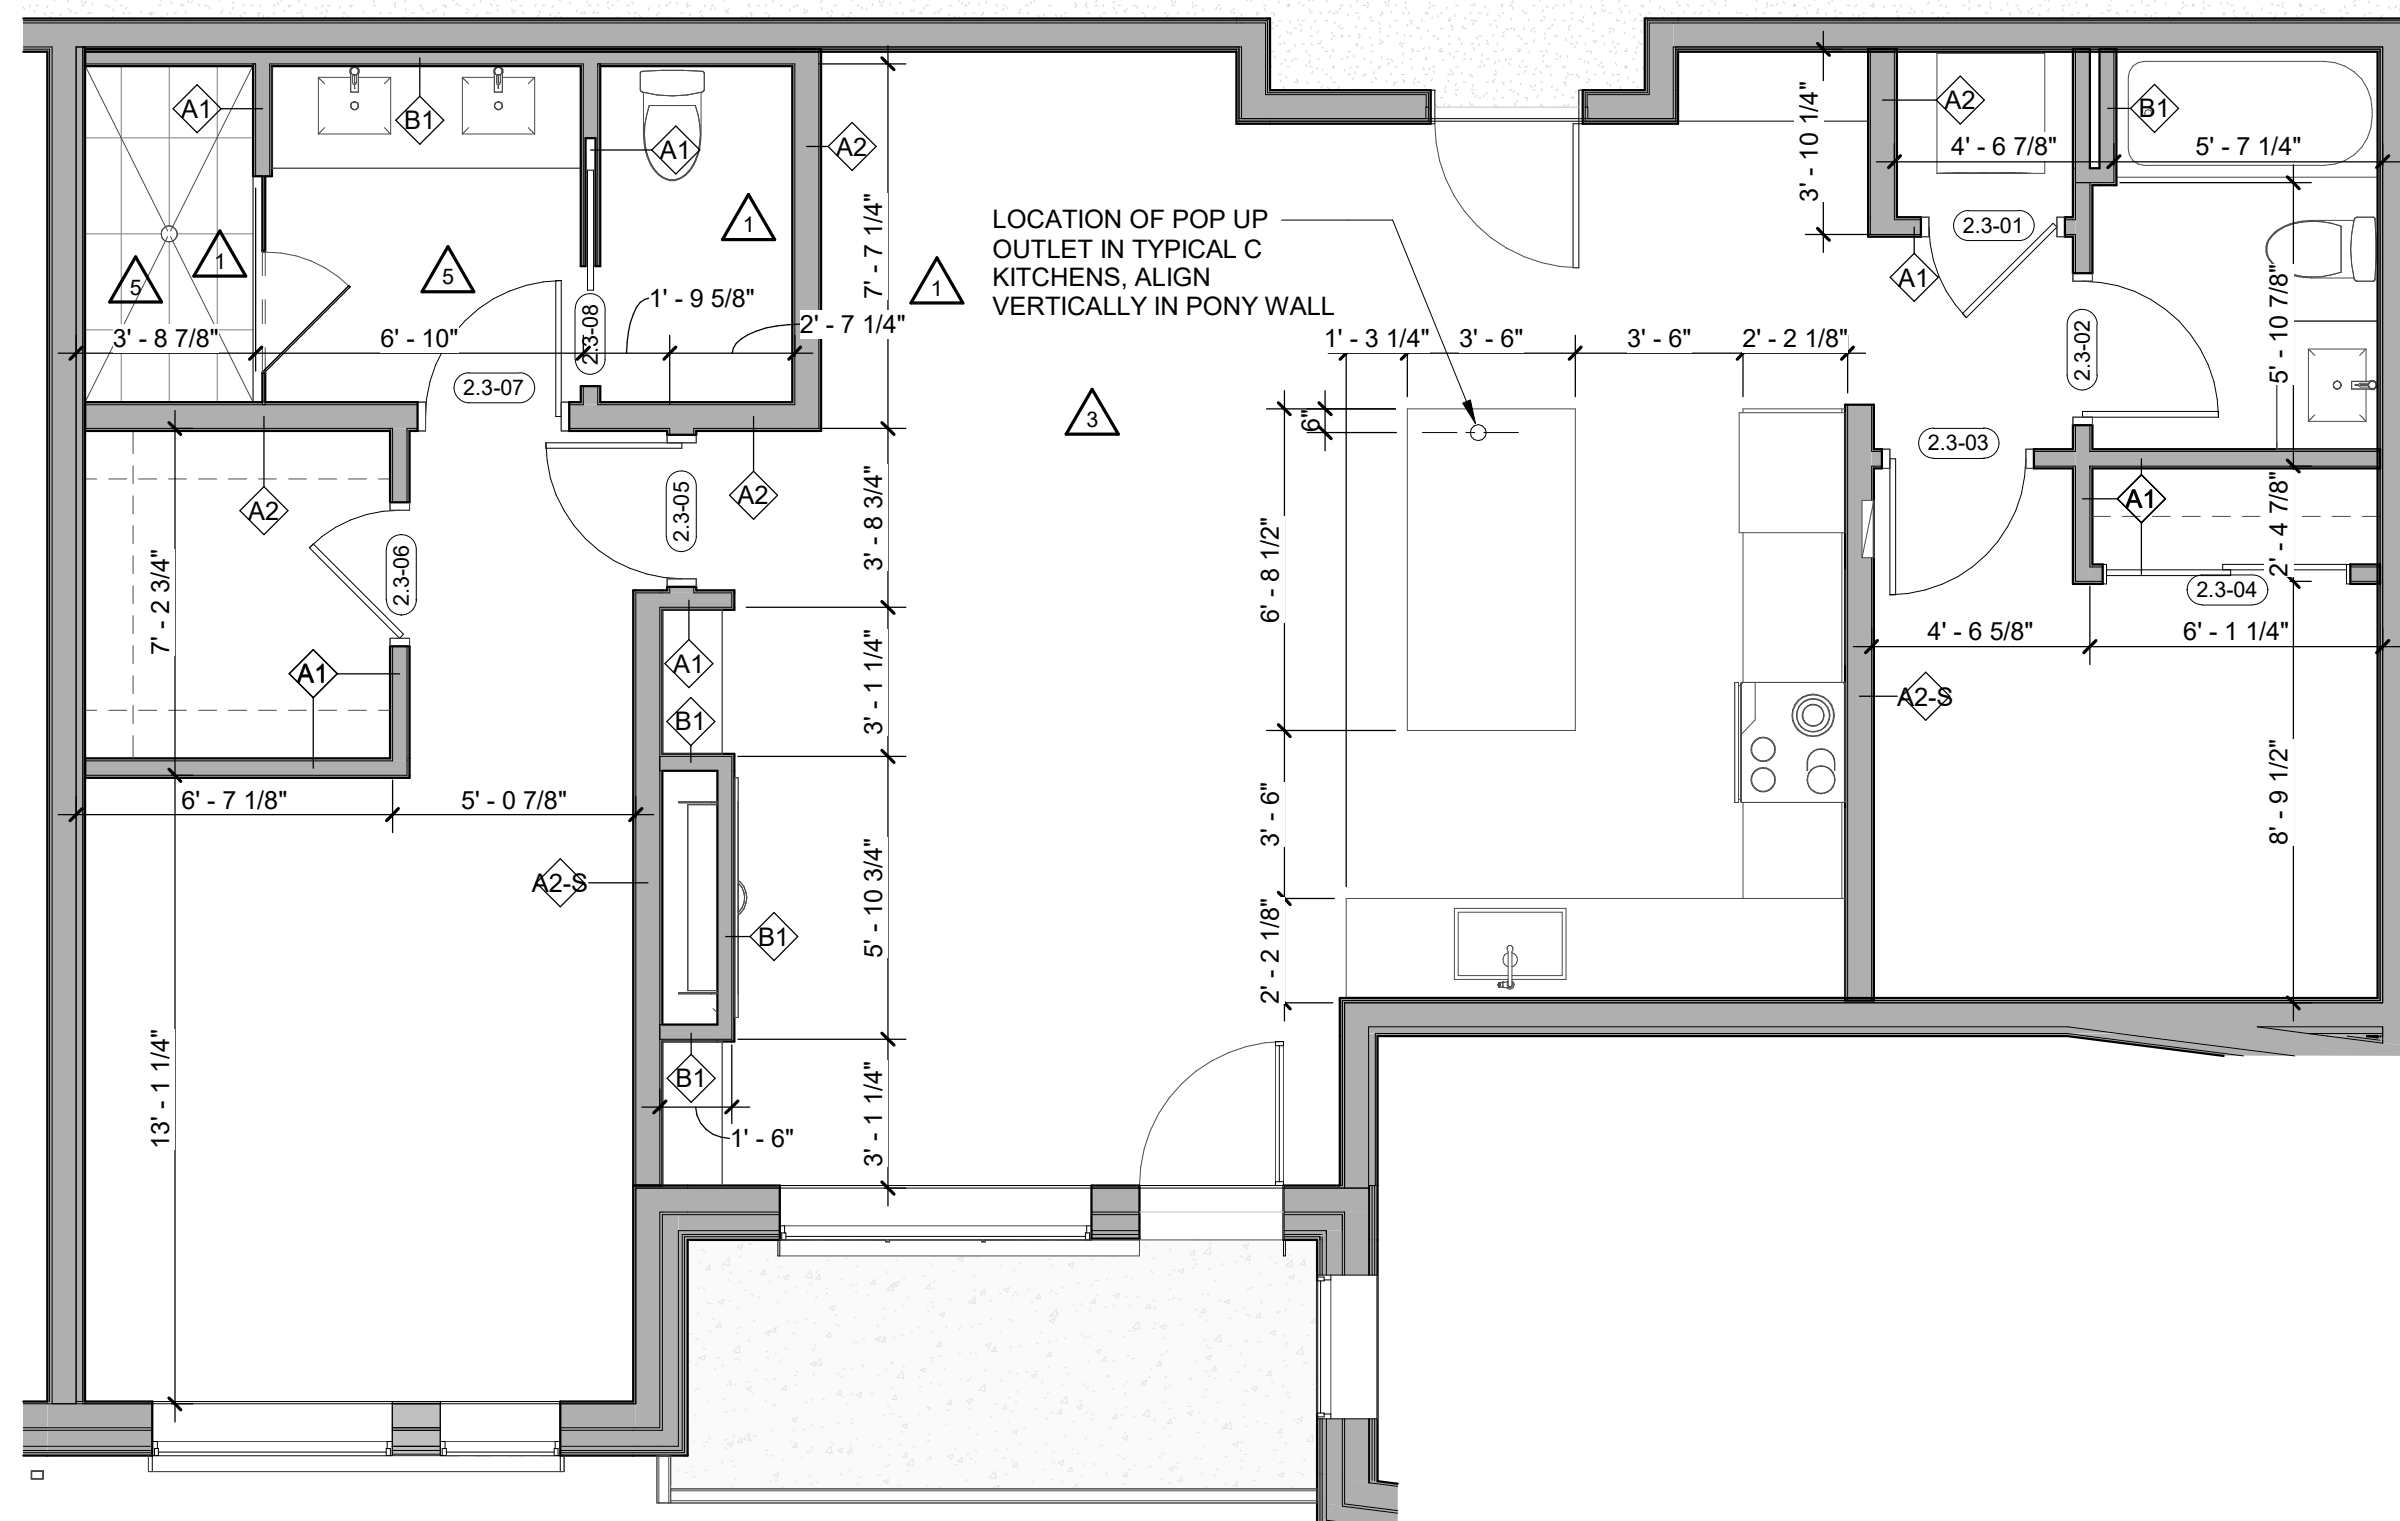 A1
B1
A1
A2
A2
B1
3' - 10 1/4"
4' - 6 7/8"
5' - 7 1/4"
1
7' - 7 1/4"
LOCATION OF POP UP
OUTLET IN TYPICAL C
KITCHENS, ALIGN
VERTICALLY IN PONY WALL
2.3-01
5
1
5
1
A1
1' - 9 5/8"
2' - 7 1/4"
3' - 8 7/8"
6' - 10"
2.3-08
2.3-07
1' - 3 1/4"
3' - 6"
3' - 6"
2' - 2 1/8"
2.3-02
5' - 10 7/8"
3
6"
2.3-03
A2
A2
2.3-05
3' - 8 3/4"
A1
2' - 4 7/8"
2.3-06
7' - 2 3/4"
6' - 8 1/2"
2.3-04
4' - 6 5/8"
6' - 1 1/4"
A1
A1
3' - 1 1/4"
B1
A2-S
6' - 7 1/8"
5' - 0 7/8"
3' - 6"
8' - 9 1/2"
A2-S
5' - 10 3/4"
B1
2' - 2 1/8"
B1
13' - 1 1/4"
3' - 1 1/4"
1' - 6"